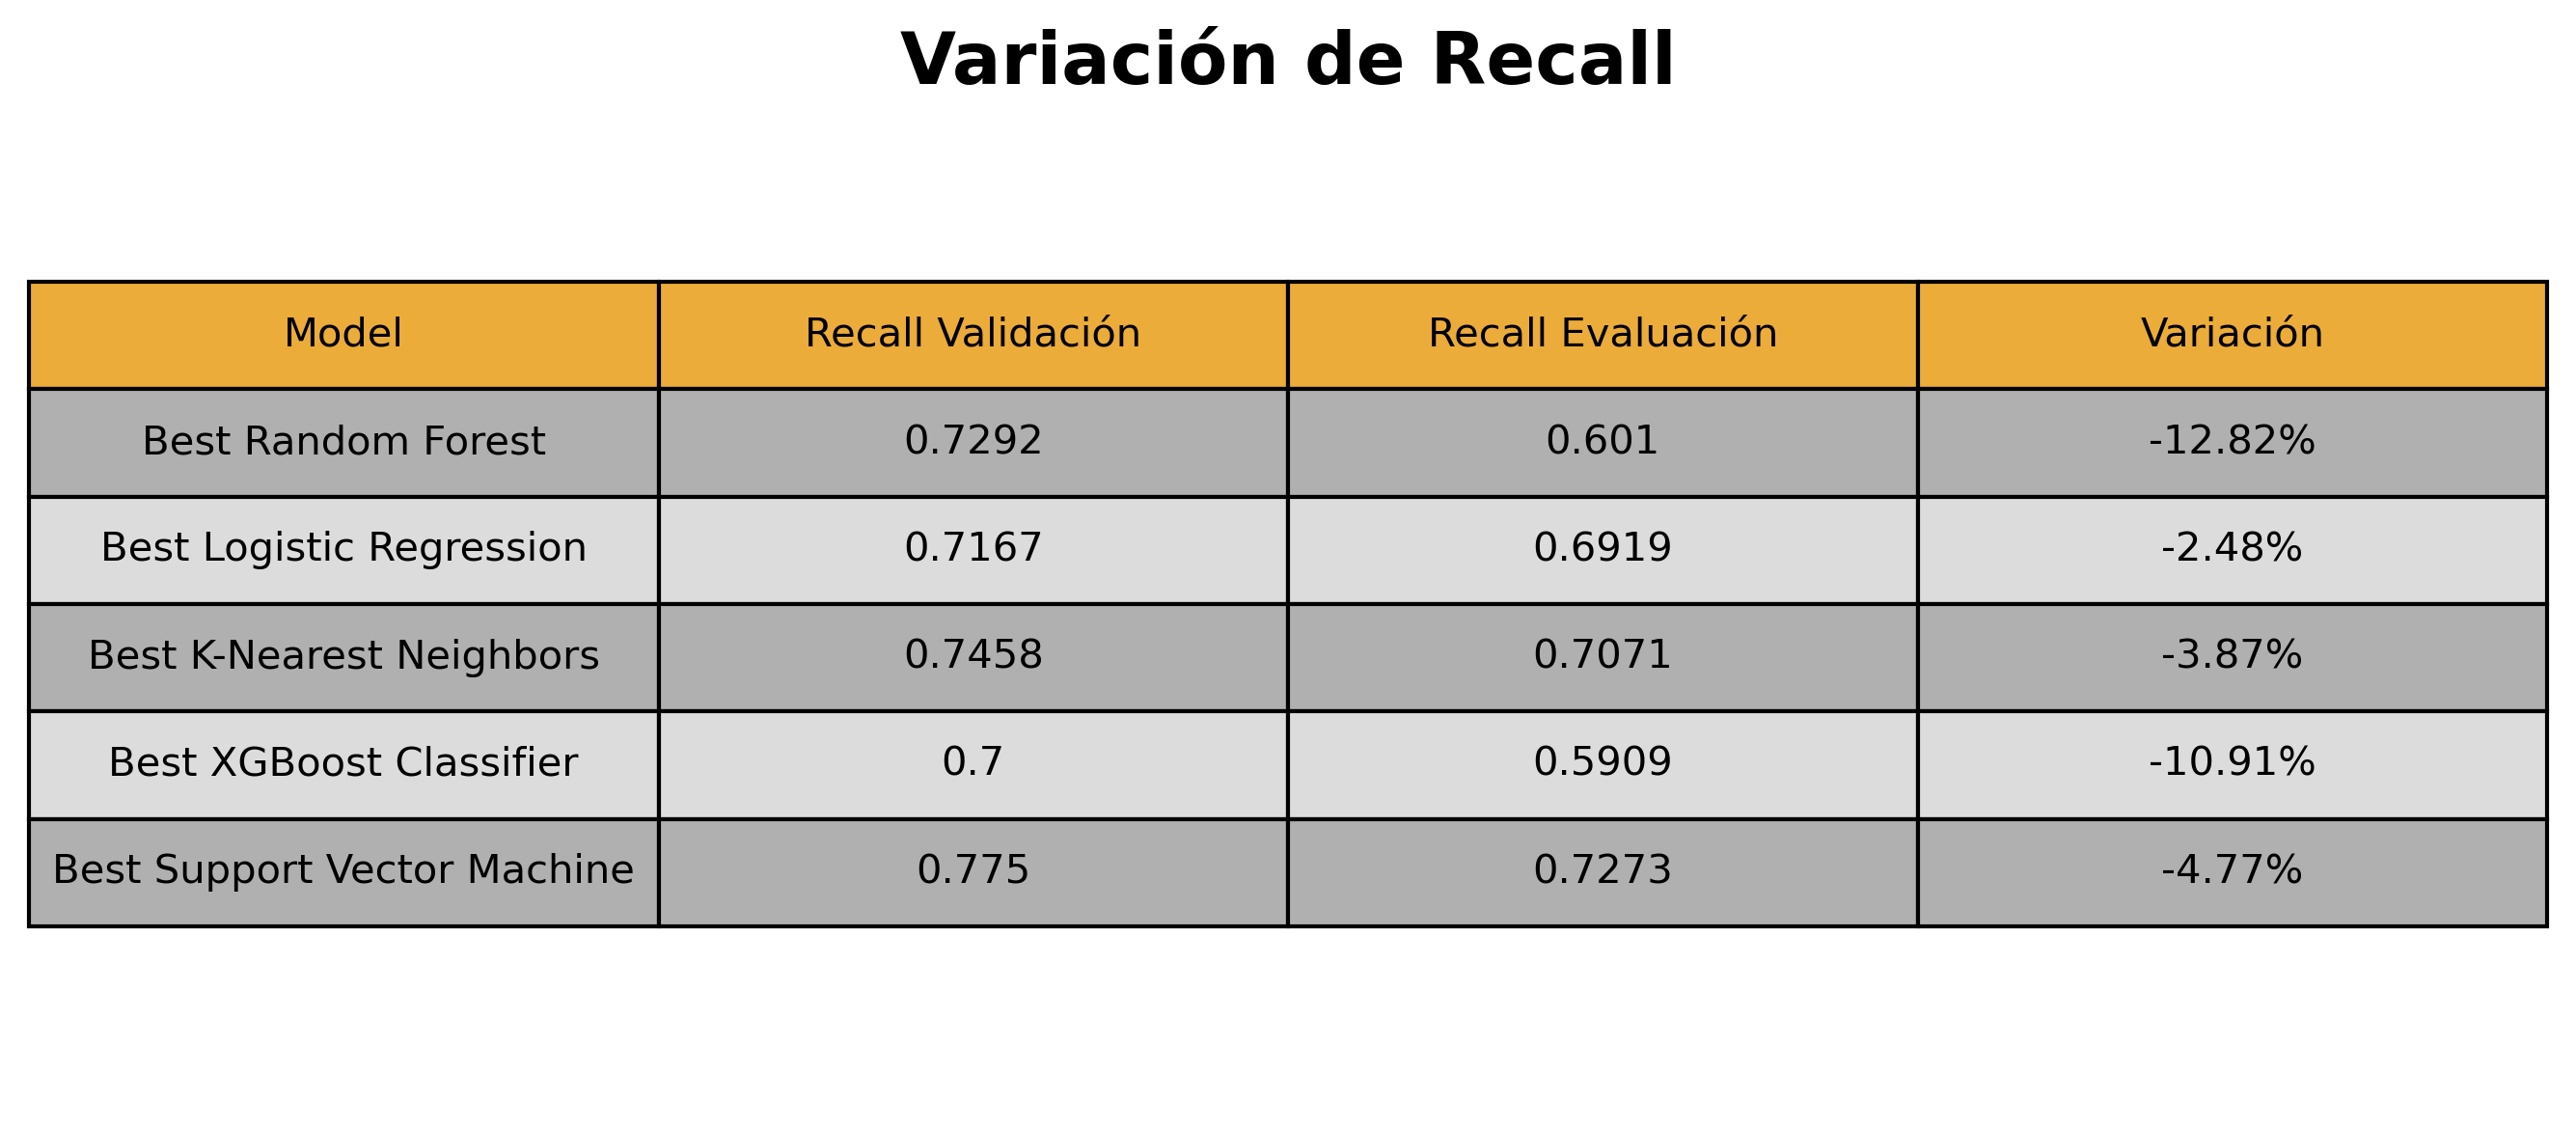 Variación de Recall
Model Recall Validación Recall Evaluación Variación
Best Random Forest 0.7292 0.601 -12.82%
Best Logistic Regression 0.7167 0.6919 -2.48%
Best K-Nearest Neighbors 0.7458 0.7071 -3.87%
Best XGBoost Classifier 0.7 0.5909 -10.91%
Best Support Vector Machine 0.775 0.7273 -4.77%